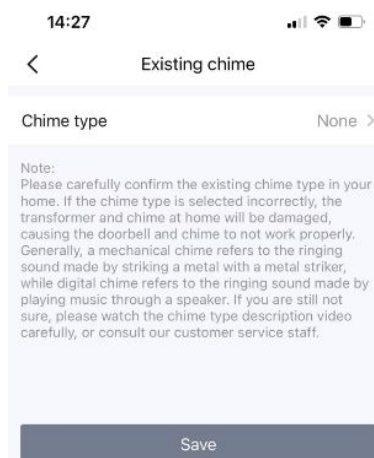 14:27
Existing chime
Chime type None
Note:
Please carefully confirm the existing chime type in your
home. If the chime type is selected incorrectly, the
transformer and chime at home will be damaged,
causing the doorbell and chime to not work properly.
Generally, a mechanical chime refers to the ringing
sound made by striking a metal with a metal striker,
while digital chime refers to the ringing sound made by
playing music through a speaker. If you are still not
sure, please watch the chime type description video
carefully, or consult our customer service staff.
Save